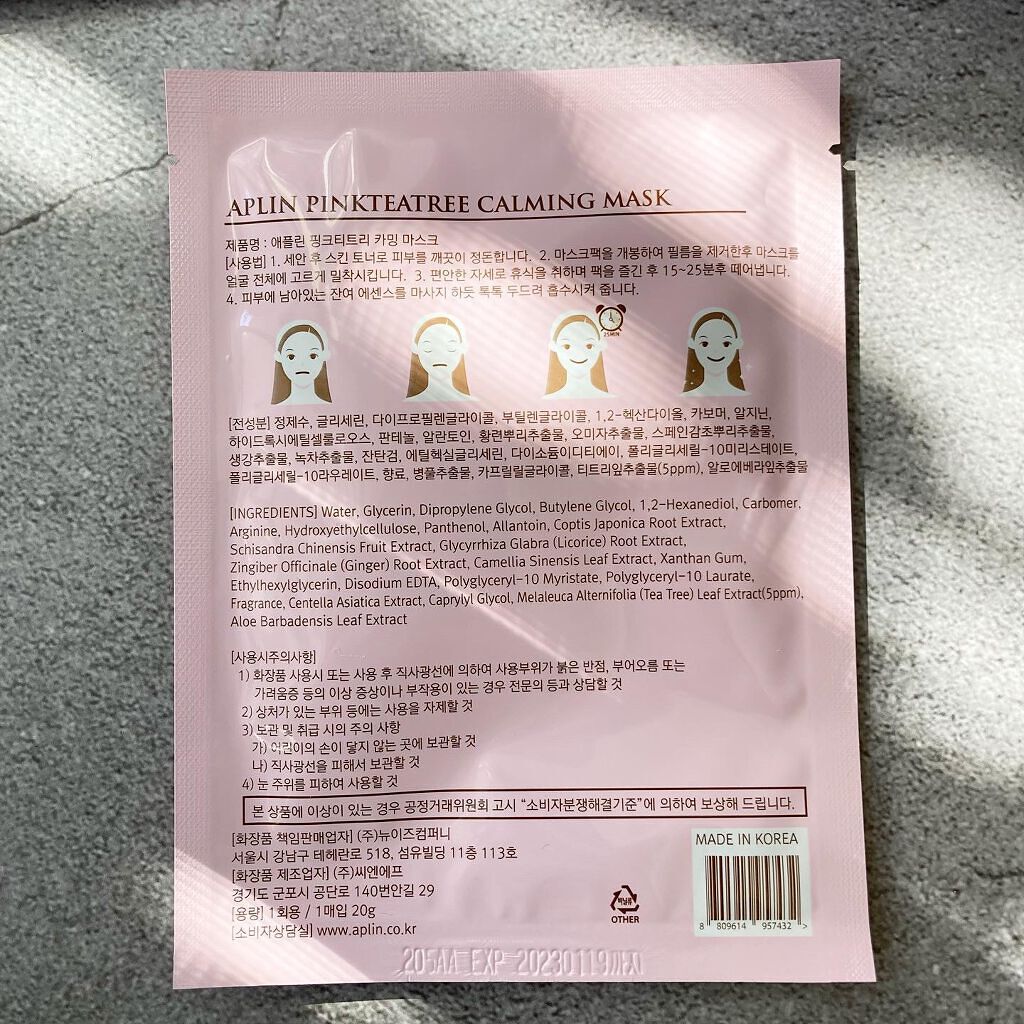 APLIN PINKTEATREE CALMING MASK
제품명 : 애플린 핑크티트리 카밍 마스크
[사용법] 1. 세안 후 스킨 토너로 피부를 깨끗이 정돈합니다. 2. 마스크팩을 개봉하여 필름을 제거한후 마스크를
얼굴 전체에 고르게 밀착시킵니다. 3. 편안한 자세로 휴식을 취하며 팩을 즐긴 후 15~25분후 떼어냅니다.
4. 피부에 남아있는 잔여 에센스를 마사지 하듯 톡톡 두드려 흡수시켜 줍니다.
25MIN
[전성분] 정제수, 글리세린, 다이프로필렌글라이콜, 부틸렌글라이콜, 1,2-헥산다이올, 카보머, 알지닌,
하이드록시에틸셀룰로오스, 판테놀, 알란토인, 황련뿌리추출물, 오미자추출물, 스페인감초뿌리추출물,
생강추출물, 녹차추출물, 잔탄검, 에틸헥실글리세린, 다이소듐이디티에이, 폴리글리세릴-10미리스테이트,
폴리글리세릴-10라우레이트, 향료, 병풀추출물, 카프릴릴글라이콜, 티트리잎추출물(5ppm), 알로에베라잎추출물
[INGREDIENTS] Water, Glycerin, Dipropylene Glycol, Butylene Glycol, 1,2-Hexanediol, Carbomer,
Arginine, Hydroxyethylcellulose, Panthenol, Allantoin, Coptis Japonica Root Extract,
Schisandra Chinensis Fruit Extract, Glycyrrhiza Glabra (Licorice) Root Extract,
Zingiber Officinale (Ginger) Root Extract, Camellia Sinensis Leaf Extract, Xanthan Gum,
Ethylhexylglycerin, Disodium EDTA, Polyglyceryl-10 Myristate, Polyglyceryl-10 Laurate,
Fragrance, Centella Asiatica Extract, Caprylyl Glycol, Melaleuca Alternifolia (Tea Tree) Leaf Extract(5ppm),
Aloe Barbadensis Leaf Extract
[사용시주의사항]
1) 화장품 사용시 또는 사용 후 직사광선에 의하여 사용부위가 붉은 반점, 부어오름 또는
가려움증 등의 이상 증상이나 부작용이 있는 경우 전문의 등과 상담할 것
2) 상처가 있는 부위 등에는 사용을 자제할 것
3) 보관 및 취급 시의 주의 사항
가) 어린이의 손이 닿지 않는 곳에 보관할 것
나) 직사광선을 피해서 보관할 것
4) 눈 주위를 피하여 사용할 것
본 상품에 이상이 있는 경우 공정거래위원회 고시 "소비자분쟁해결기준"에 의하여 보상해 드립니다.
[화장품 책임판매업자] (주)뉴이즈컴퍼니
서울시 강남구 테헤란로 518, 섬유빌딩 11층 113호
[화장품 제조업자] (주)씨엔에프
경기도 군포시 공단로 140번안길 29
[용량] 1회용 / 1매입 20g
[소비자상담실] www.aplin.co.kr
비닐류
OTHER
MADE IN KOREA
8 809614 957432 >
205AA EXP 20230119까지